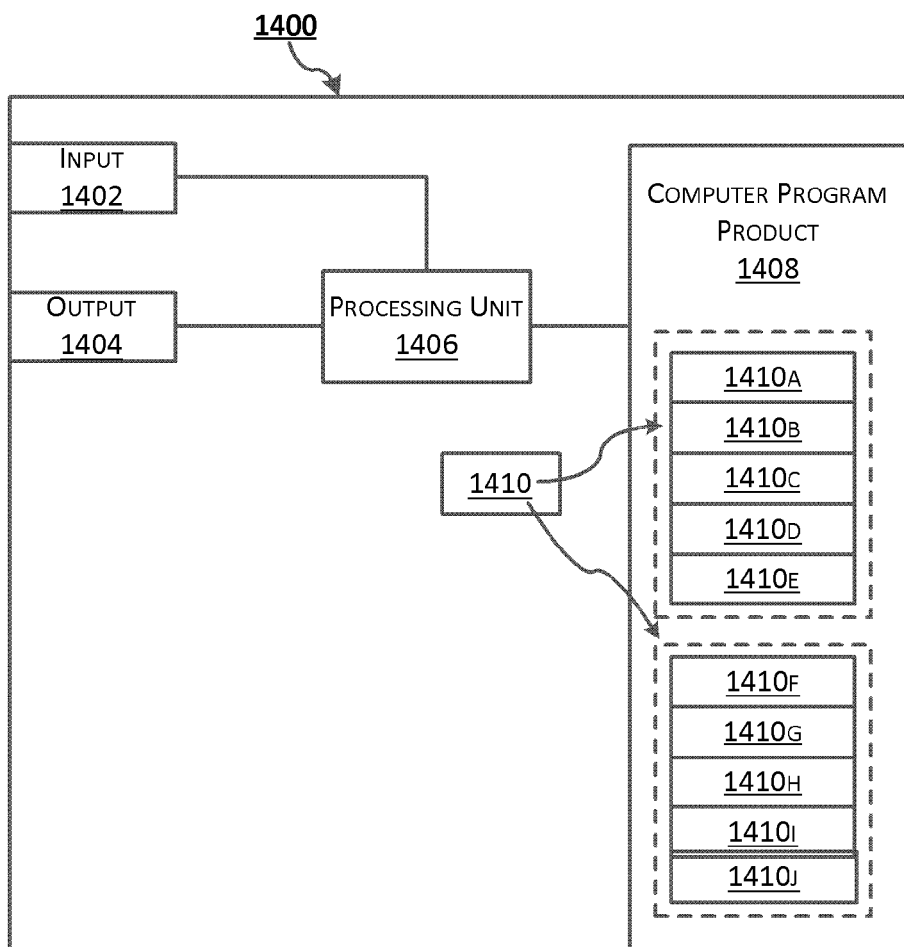 1400
INPUT
1402
OUTPUT
1404
PROCESSING UNIT
1406
COMPUTER PROGRAM
PRODUCT
1408
1410
1410A
1410B
1410C
1410D
1410E
1410F
1410G
1410H
1410I
1410J